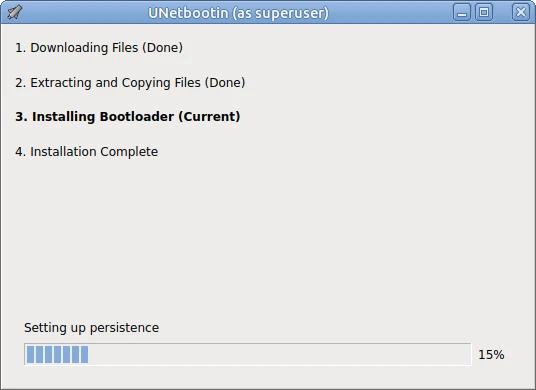 UNetbootin (as superuser)
1. Downloading Files (Done)
2. Extracting and Copying Files (Done)
3. Installing Bootloader (Current)
4. Installation Complete
Setting up persistence
15%